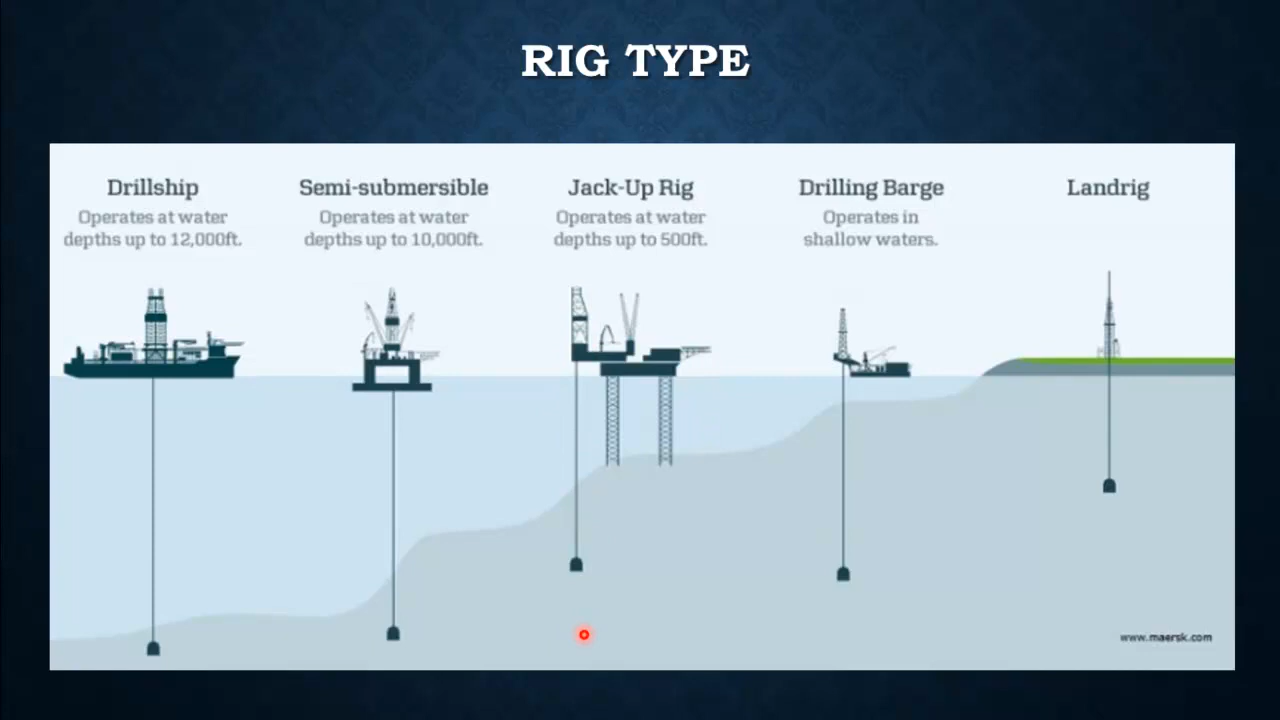 RIG TYPE
Drillship
Operates at water
depths up to 12,000ft.
Semi-submersible
Operates at water
depths up to 10,000ft.
Jack-Up Rig
Operates at water
depths up to 500ft.
Drilling Barge
Operates in
shallow waters.
Landrig
www.maersk.com